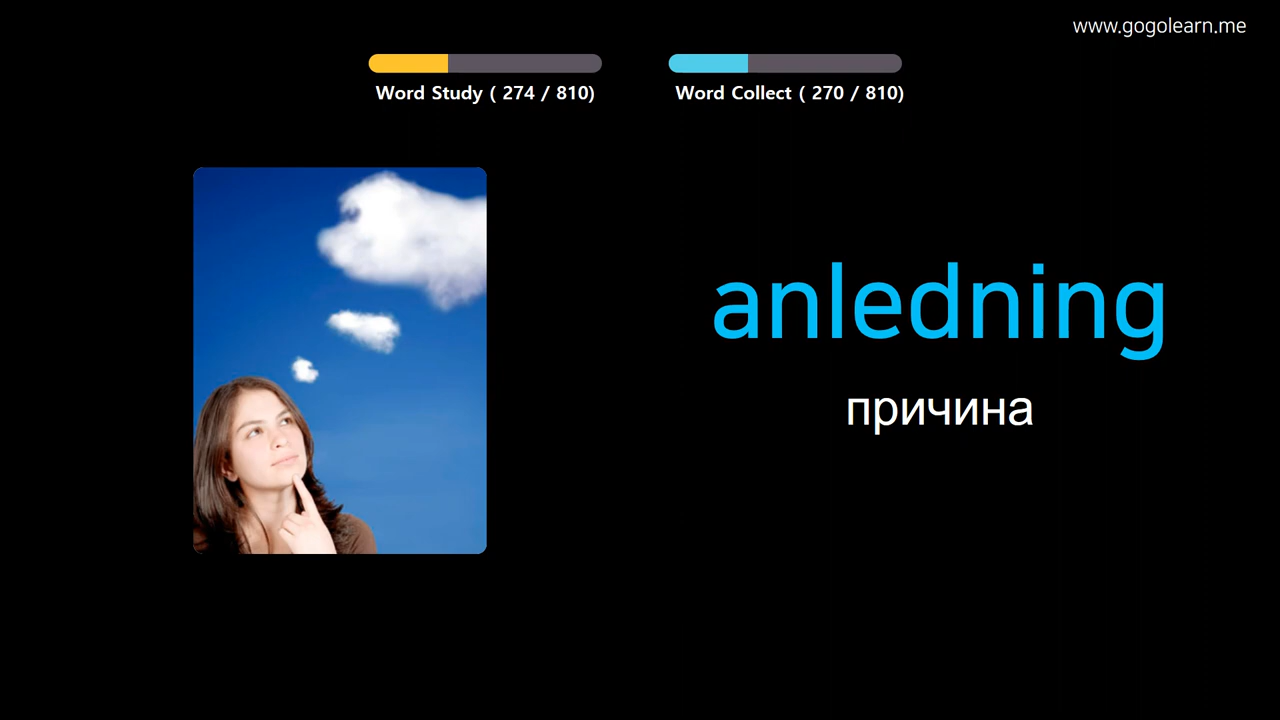 www.gogolearn.me
Word Study ( 274 / 810)
Word Collect ( 270 / 810)
anledning
причина